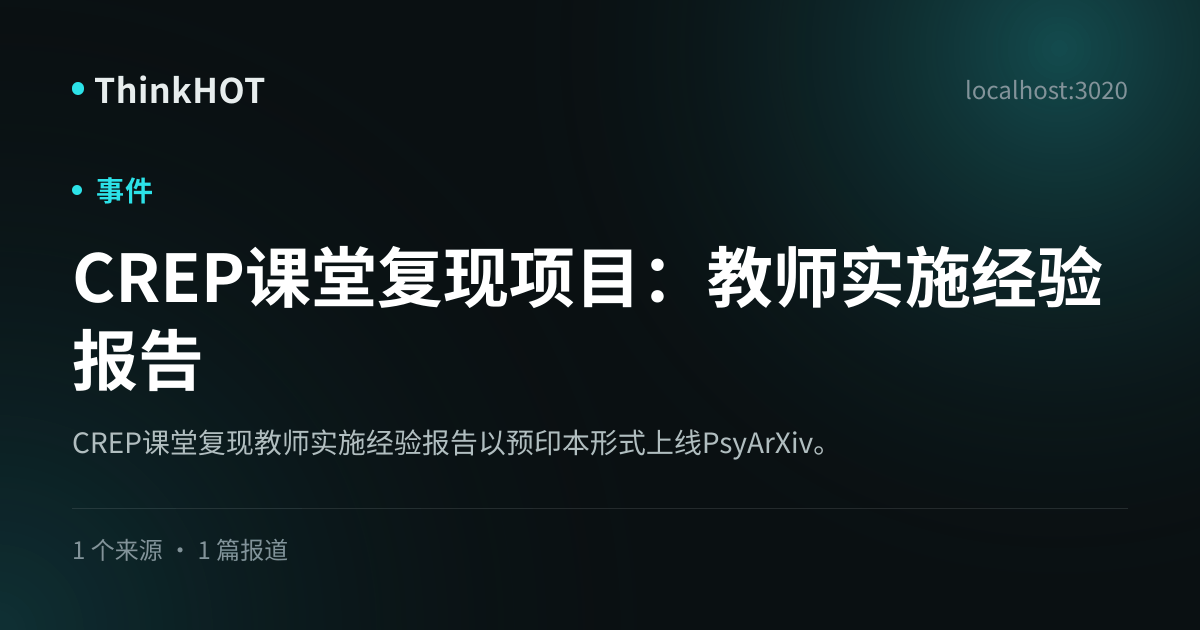 ThinkHOT
localhost:3020
事件
CREP课堂复现项目：教师实施经验
报告
CREP课堂复现教师实施经验报告以预印本形式上线PsyArXiv。
1 个来源 · 1 篇报道